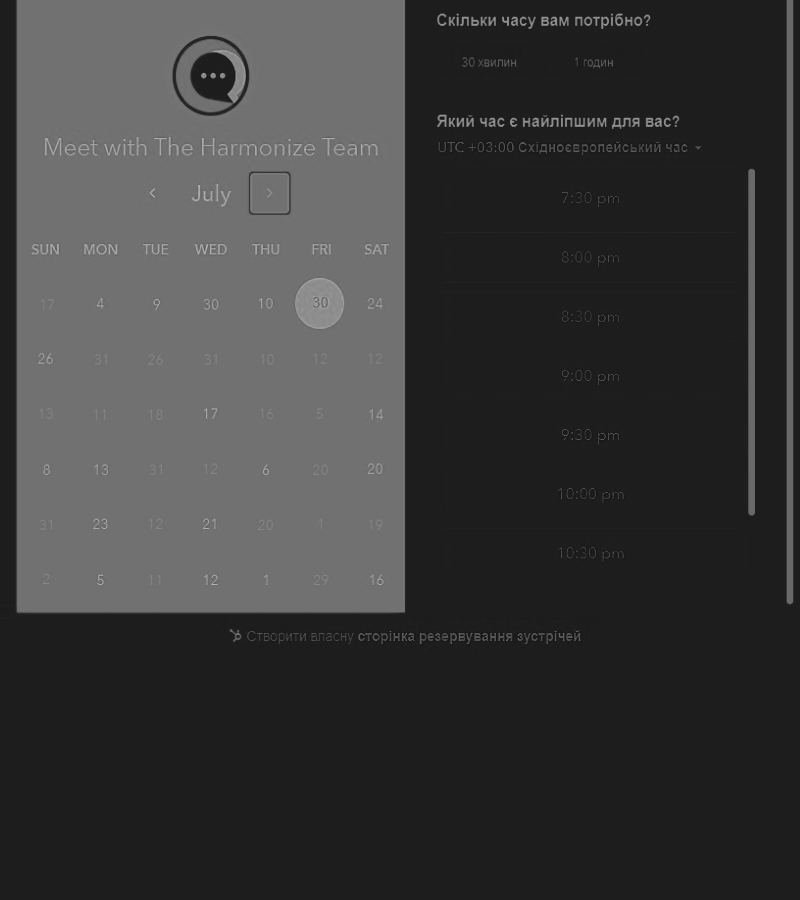 Meet with The Harmonize Team
July
SUN MON TUE WED THU FRI SAT
17 4 9 30 10 30 24
26 31 26 31 10 12 12
13 11 18 17 16 5 14
8 13 31 12 6 20 20
31 23 12 21 20 1 19
2 5 11 12 1 29 16
Скільки часу вам потрібно?
30 хвилин 1 годин
Який час є найліпшим для вас?
UTC +03:00 Східноєвропейський час
7:30 pm
8:00 pm
8:30 pm
9:00 pm
9:30 pm
10:00 pm
10:30 pm
Створити власну сторінка резервування зустрічей